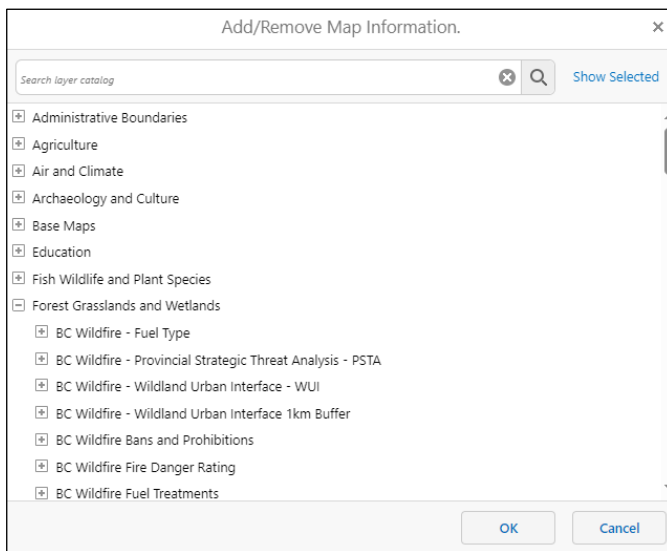 Add/Remove Map Information.
Search layer catalog
Show Selected
Administrative Boundaries
Agriculture
Air and Climate
Archaeology and Culture
Base Maps
Education
Fish Wildlife and Plant Species
Forest Grasslands and Wetlands
BC Wildfire - Fuel Type
BC Wildfire - Provincial Strategic Threat Analysis - PSTA
BC Wildfire - Wildland Urban Interface - WUI
BC Wildfire - Wildland Urban Interface 1km Buffer
BC Wildfire Bans and Prohibitions
BC Wildfire Fire Danger Rating
BC Wildfire Fuel Treatments
OK
Cancel